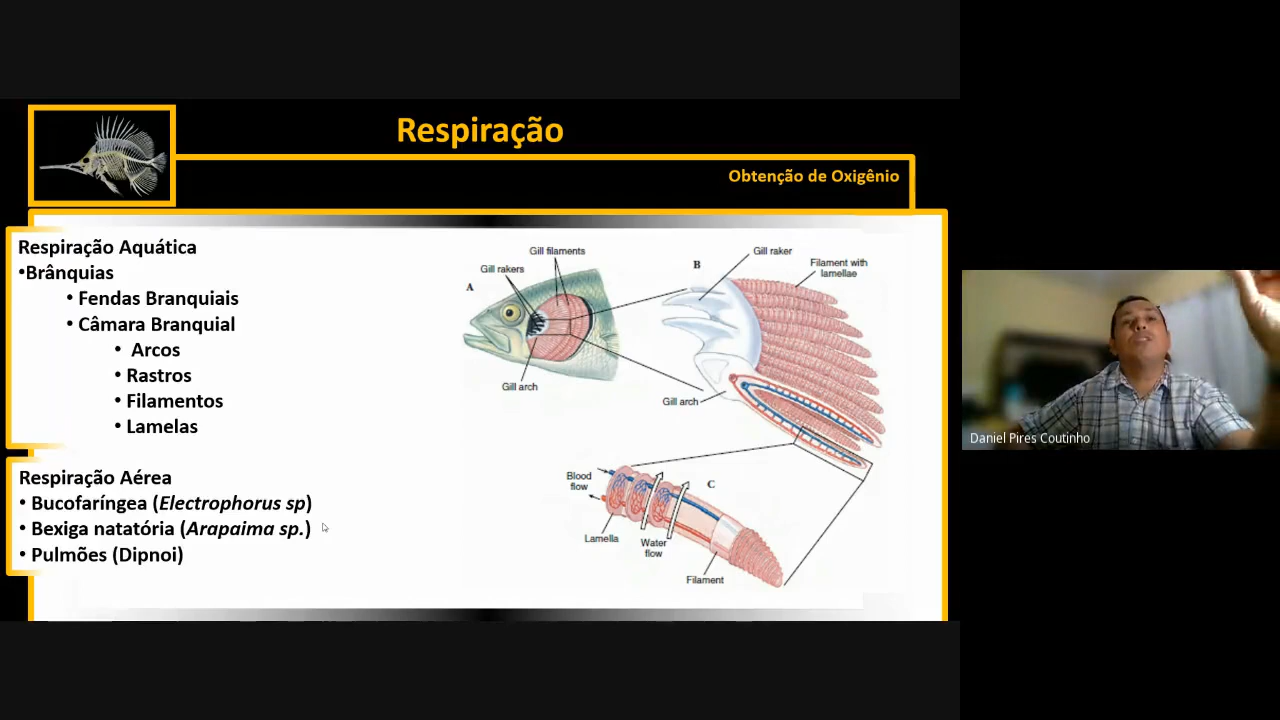 Respiração
Obtenção de Oxigênio
Respiração Aquática
•Brânquias
• Fendas Branquiais
• Câmara Branquial
• Arcos
• Rastros
• Filamentos
• Lamelas
Respiração Aérea
• Bucofaríngea (Electrophorus sp)
• Bexiga natatória (Arapaima sp.)
• Pulmões (Dipnoi)
A
Gill filaments
Gill rakers
Gill arch
B
Gill raker
Filament with
lamellae
Gill arch
C
Blood
flow
Lamella
Water
flow
Filament
Daniel Pires Coutinho